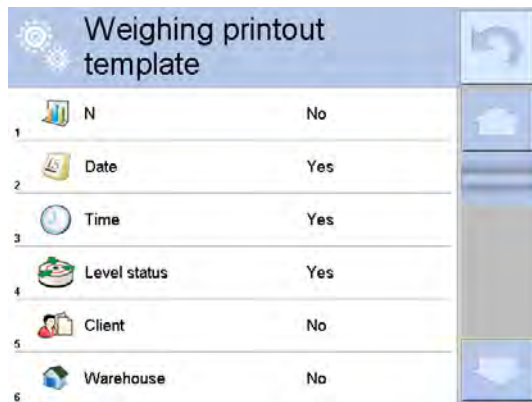 Weighing printout
template
1 N No
2 Date Yes
3 Time Yes
4 Level status Yes
5 Client No
6 Warehouse No